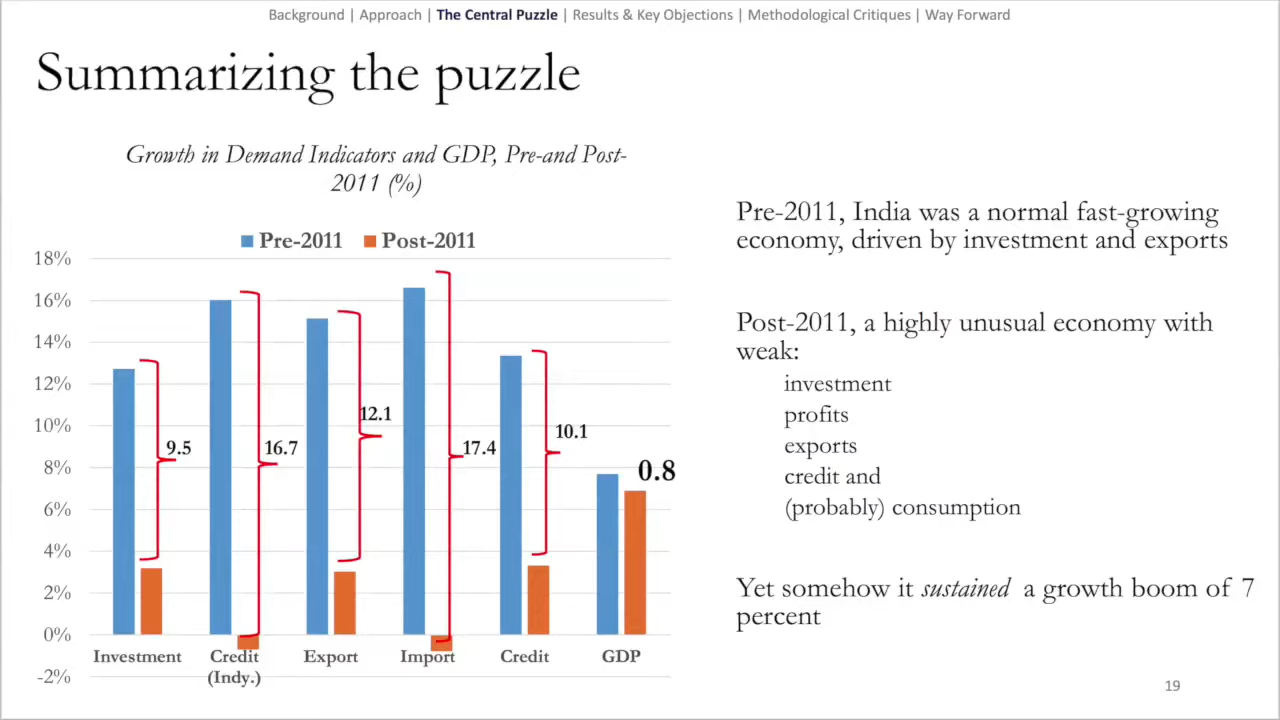 Background | Approach | The Central Puzzle | Results & Key Objections | Methodological Critiques | Way Forward
Summarizing the puzzle
Growth in Demand Indicators and GDP, Pre-and Post-
2011 (%)
Pre-2011 Post-2011
18%
16%
14%
12%
10%
8%
6%
4%
2%
0%
-2%
9.5
16.7
12.1
17.4
10.1
0.8
Investment
Credit
(Indy.)
Export
Import
Credit
GDP
Pre-2011, India was a normal fast-growing
economy, driven by investment and exports
Post-2011, a highly unusual economy with
weak:
investment
profits
exports
credit and
(probably) consumption
Yet somehow it sustained a growth boom of 7
percent
19